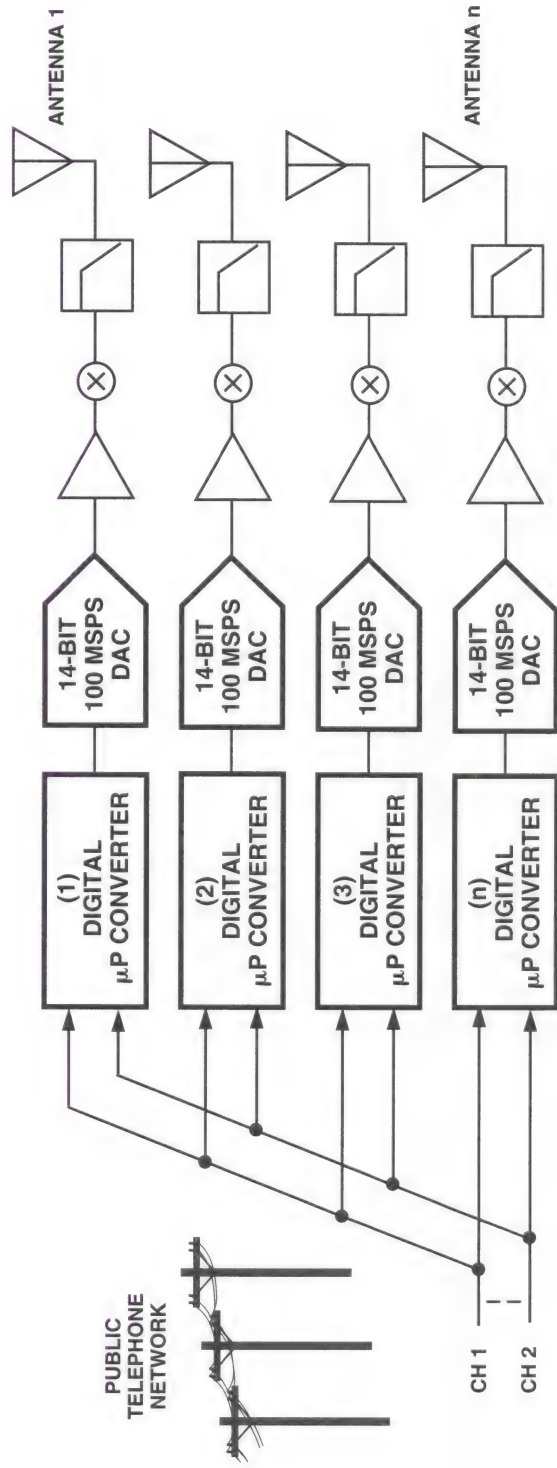 PUBLIC
TELEPHONE
NETWORK
CH 1
CH 2
(1)
DIGITAL
µP CONVERTER
14-BIT
100 MSPS
DAC
ANTENNA 1
(2)
DIGITAL
µP CONVERTER
14-BIT
100 MSPS
DAC
(3)
DIGITAL
µP CONVERTER
14-BIT
100 MSPS
DAC
(n)
DIGITAL
µP CONVERTER
14-BIT
100 MSPS
DAC
ANTENNA n